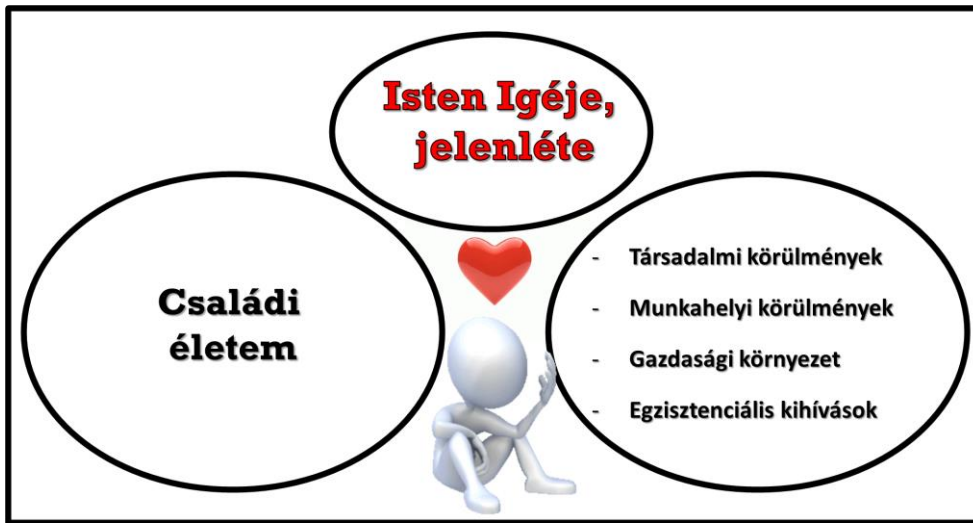 Isten Igéje,
jelenléte
Családi
életem
- Társadalmi körülmények
- Munkahelyi körülmények
- Gazdasági környezet
- Egzisztenciális kihívások